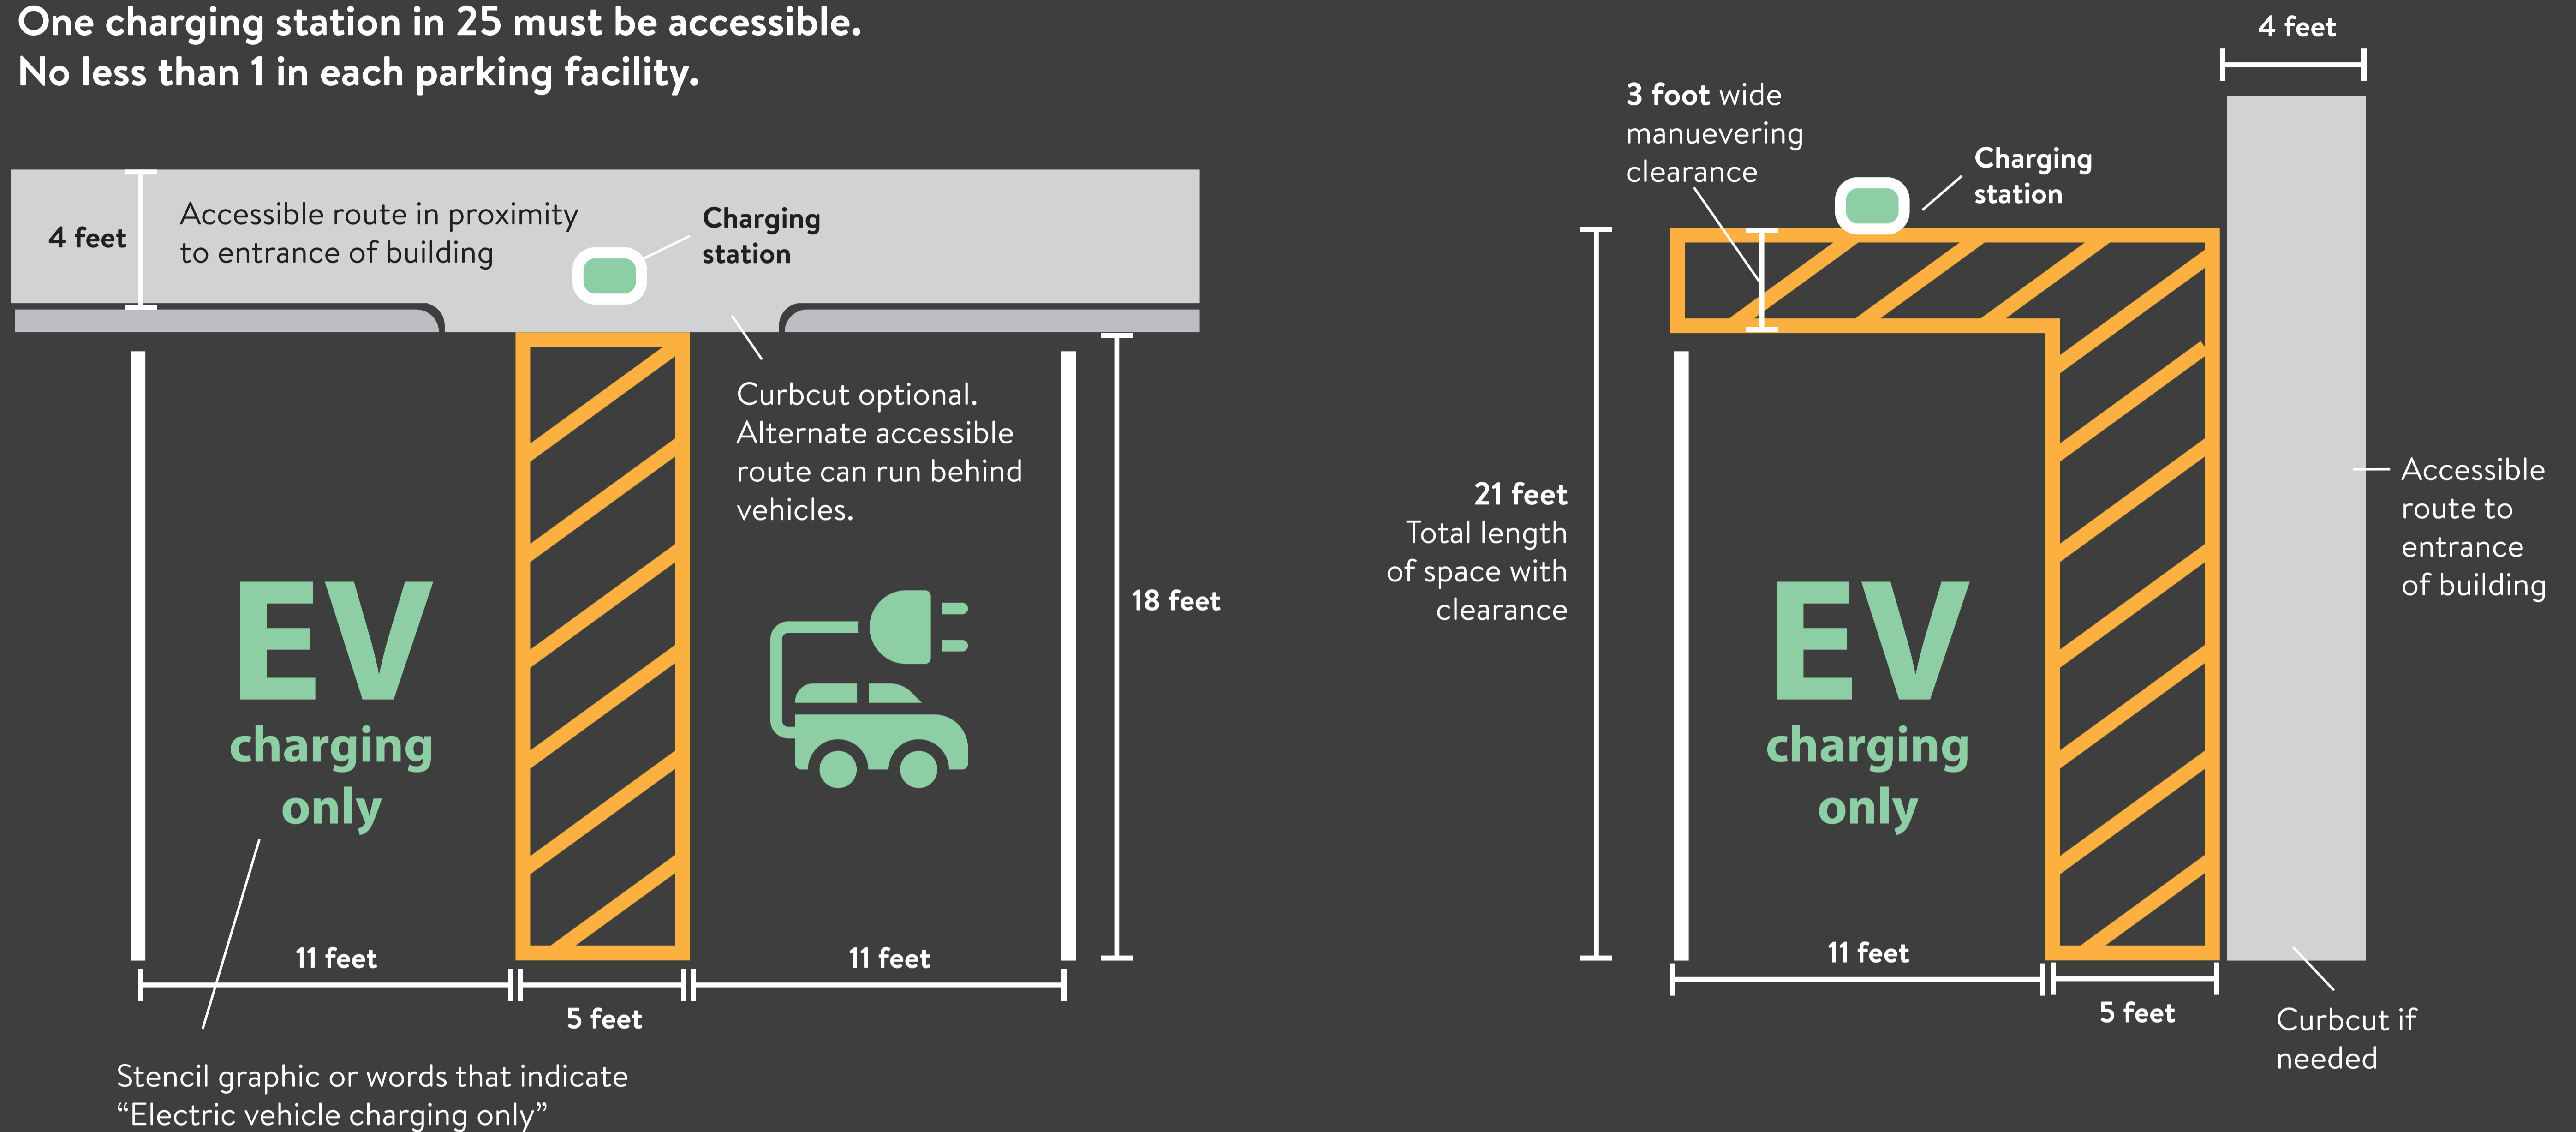 One charging station in 25 must be accessible.
No less than 1 in each parking facility.
4 feet
Accessible route in proximity
to entrance of building
Charging
station
Curbcut optional.
Alternate accessible
route can run behind
vehicles.
EV
charging
only
18 feet
11 feet
11 feet
5 feet
Stencil graphic or words that indicate
“Electric vehicle charging only”
4 feet
3 foot wide
manuevering
clearance
Charging
station
21 feet
Total length
of space with
clearance
EV
charging
only
Accessible
route to
entrance
of building
11 feet
5 feet
Curbcut if
needed